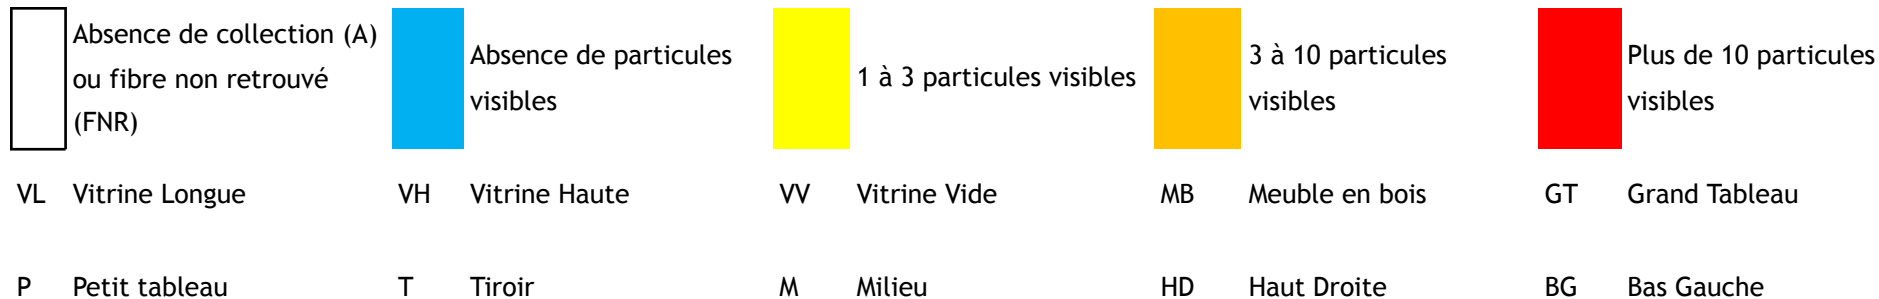 Absence de collection (A)
ou fibre non retrouvé
(FNR)
Absence de particules
visibles
1 à 3 particules visibles
3 à 10 particules
visibles
Plus de 10 particules
visibles
VL Vitrine Longue VH Vitrine Haute VV Vitrine Vide MB Meuble en bois GT Grand Tableau
P Petit tableau T Tiroir M Milieu HD Haut Droite BG Bas Gauche